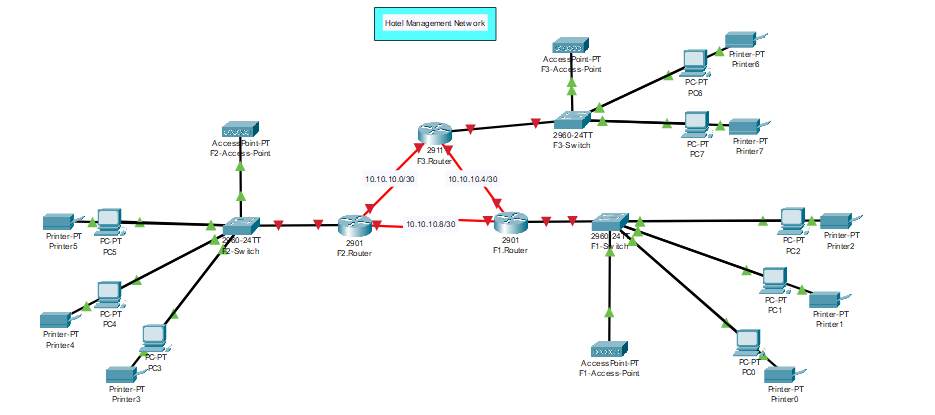 Hotel Management Network
AccessPoint-PT
F3-Access-Point
Printer-PT
Printer6
PC-PT
PC6
2960-24TT
F3-Switch
PC-PT
PC7
Printer-PT
Printer7
2911
F3.Router
AccessPoint-PT
F2-Access-Point
10.10.10.0/30
10.10.10.4/30
10.10.10.8/30
Printer-PT
Printer5
PC-PT
PC5
2960-24TT
F2-Switch
2901
F2.Router
2901
F1.Router
2960-24TT
F1-Switch
PC-PT
PC2
Printer-PT
Printer2
PC-PT
PC4
Printer-PT
Printer4
PC-PT
PC1
Printer-PT
Printer1
PC-PT
PC3
Printer-PT
Printer3
AccessPoint-PT
F1-Access-Point
PC-PT
PC0
Printer-PT
Printer0